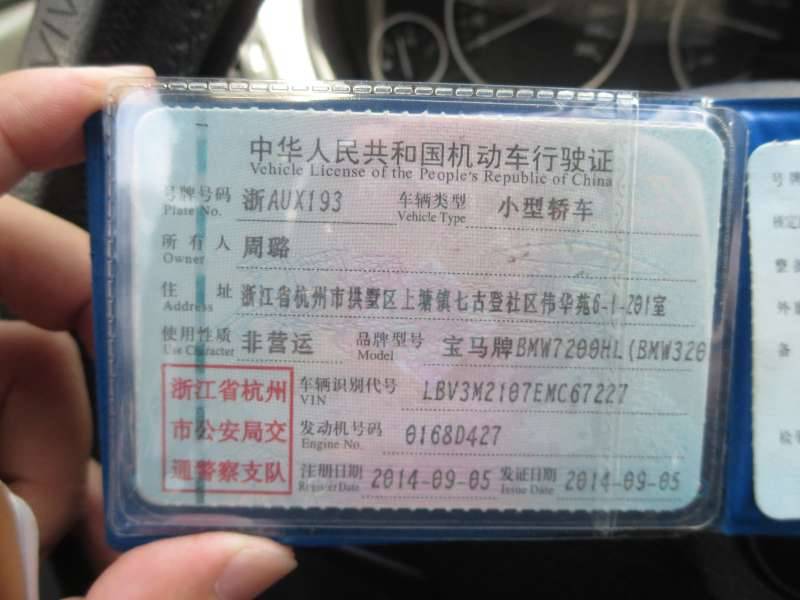 中华人民共和国机动车行驶证
Vehicle License of the People's Republic of China
号牌号码 浙AUX193 车辆类型 小型轿车
Plate No. Vehicle Type
所有人 周璐
Owner
住址 浙江省杭州市拱墅区上塘镇七古登社区伟华苑6-1-201室
Address
使用性质 非营运 品牌型号 宝马牌BMW7200HL(BMW320
Use Character Model
浙江省杭州 车辆识别代号 LBV3M2107EMC67227
VIN
市公安局交 发动机号码 0168D427
Engine No.
通警察支队 注册日期 2014-09-05 发证日期 2014-09-05
Register Date Issue Date
号牌
整
外
备